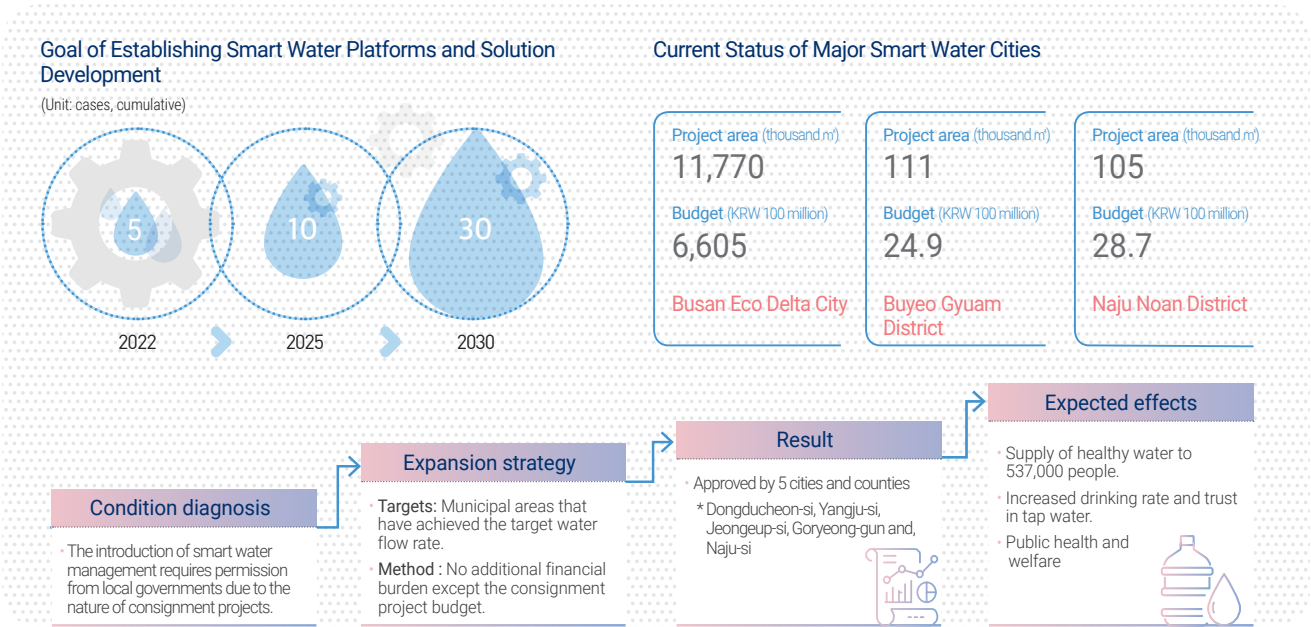 Goal of Establishing Smart Water Platforms and Solution
Development
(Unit: cases, cumulative)
5
10
30
2022
2025
2030
Current Status of Major Smart Water Cities
Project area (thousand ㎡)
11,770
Budget (KRW 100 million)
6,605
Busan Eco Delta City
Project area (thousand ㎡)
111
Budget (KRW 100 million)
24.9
Buyeo Gyuam
District
Project area (thousand ㎡)
105
Budget (KRW 100 million)
28.7
Naju Noan District
Condition diagnosis
· The introduction of smart water
management requires permission
from local governments due to the
nature of consignment projects.
Expansion strategy
· Targets: Municipal areas that
have achieved the target water
flow rate.
· Method : No additional financial
burden except the consignment
project budget.
Result
· Approved by 5 cities and counties
* Dongducheon-si, Yangju-si,
Jeongeup-si, Goryeong-gun and,
Naju-si
Expected effects
· Supply of healthy water to
537,000 people.
· Increased drinking rate and trust
in tap water.
· Public health and
welfare